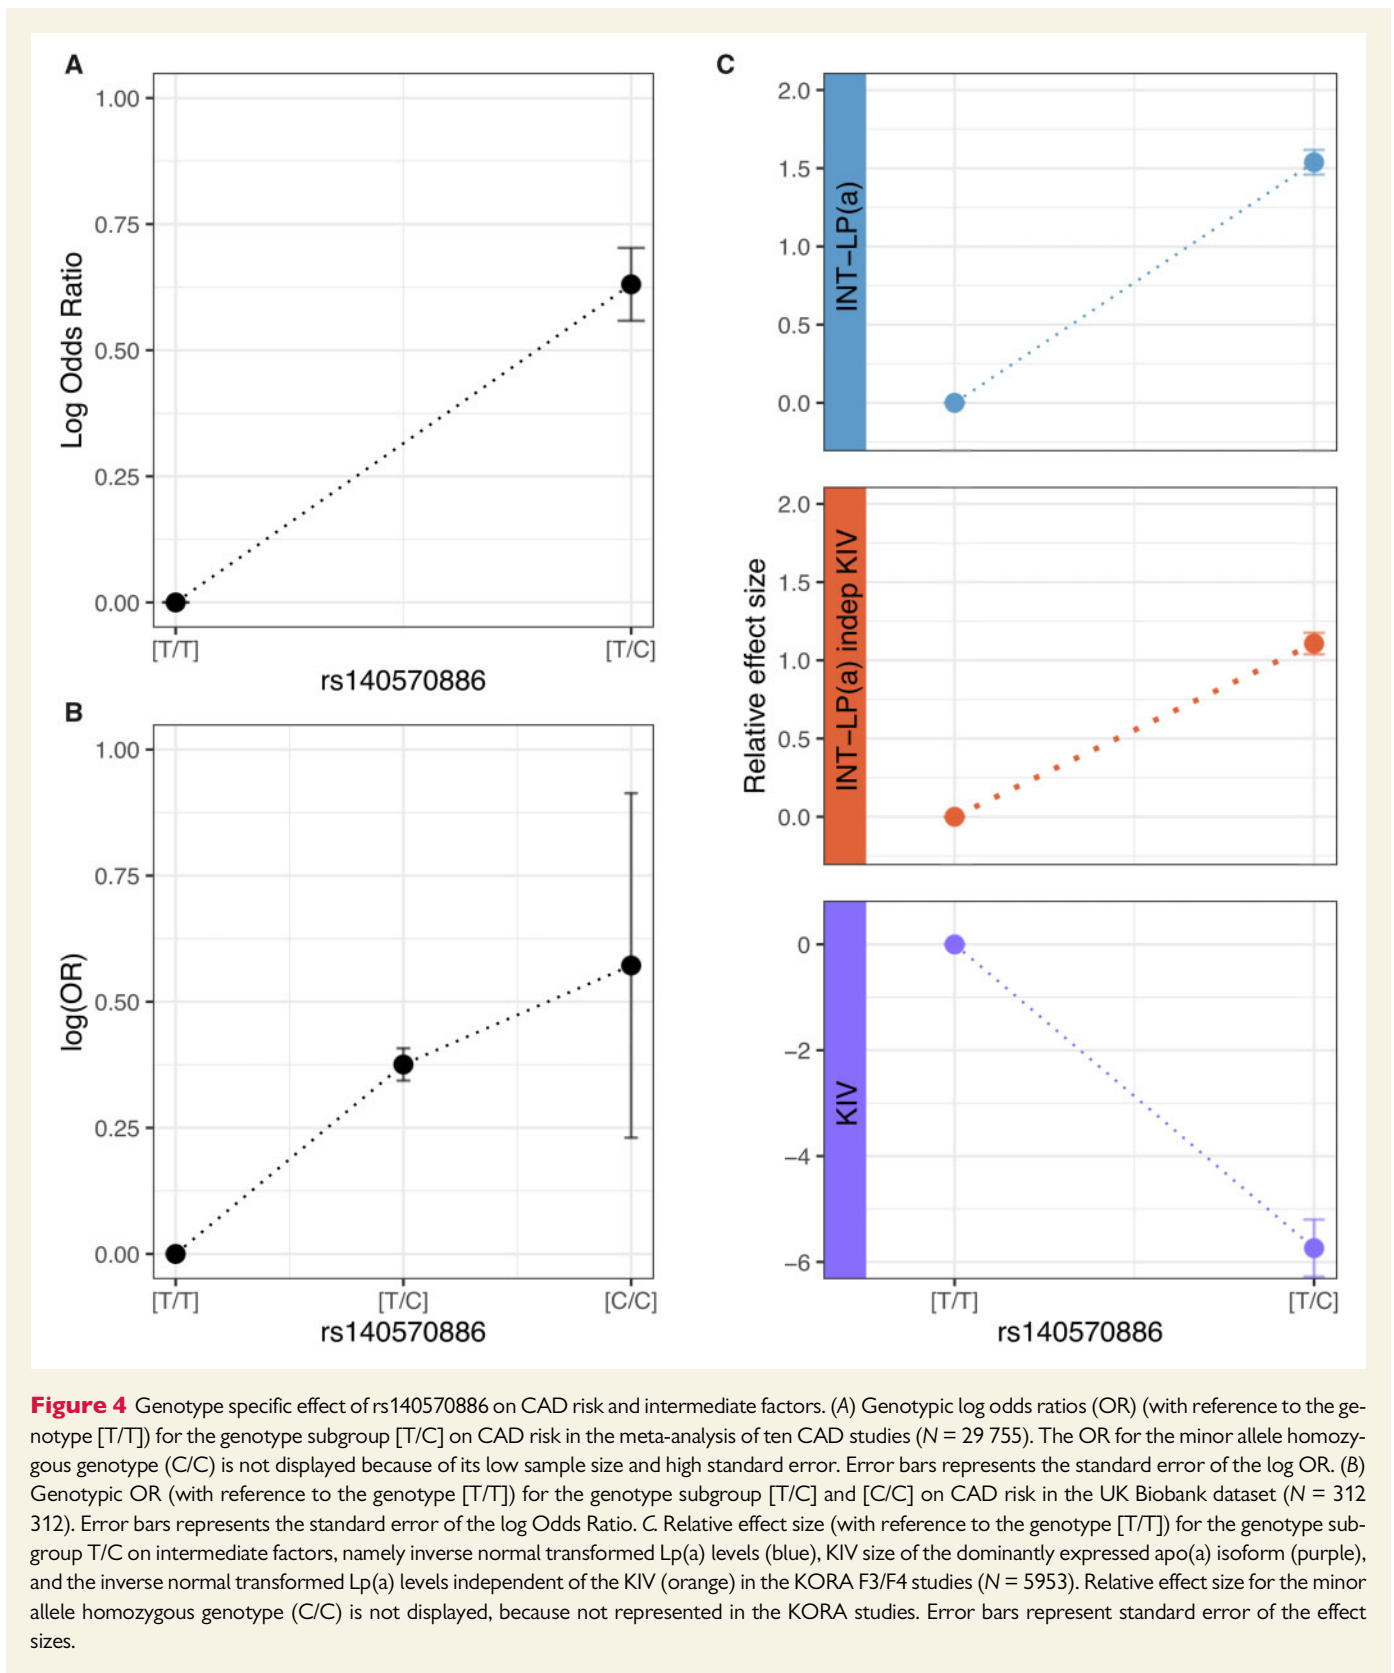 A
1.00
0.75
0.50
0.25
0.00
Log Odds Ratio
[T/T]
[T/C]
rs140570886
B
1.00
0.75
0.50
0.25
0.00
log(OR)
[T/T]
[T/C]
[C/C]
rs140570886
C
Relative effect size
2.0
1.5
1.0
0.5
0.0
INT−LP(a)
2.0
1.5
1.0
0.5
0.0
INT−LP(a) indep KIV
0
−2
−4
−6
KIV
[T/T]
[T/C]
rs140570886
Figure 4 Genotype specific effect of rs140570886 on CAD risk and intermediate factors. (A) Genotypic log odds ratios (OR) (with reference to the ge-
notype [T/T]) for the genotype subgroup [T/C] on CAD risk in the meta-analysis of ten CAD studies (N = 29 755). The OR for the minor allele homozy-
gous genotype (C/C) is not displayed because of its low sample size and high standard error. Error bars represents the standard error of the log OR. (B)
Genotypic OR (with reference to the genotype [T/T]) for the genotype subgroup [T/C] and [C/C] on CAD risk in the UK Biobank dataset (N = 312
312). Error bars represents the standard error of the log Odds Ratio. C. Relative effect size (with reference to the genotype [T/T]) for the genotype sub-
group T/C on intermediate factors, namely inverse normal transformed Lp(a) levels (blue), KIV size of the dominantly expressed apo(a) isoform (purple),
and the inverse normal transformed Lp(a) levels independent of the KIV (orange) in the KORA F3/F4 studies (N = 5953). Relative effect size for the minor
allele homozygous genotype (C/C) is not displayed, because not represented in the KORA studies. Error bars represent standard error of the effect
sizes.